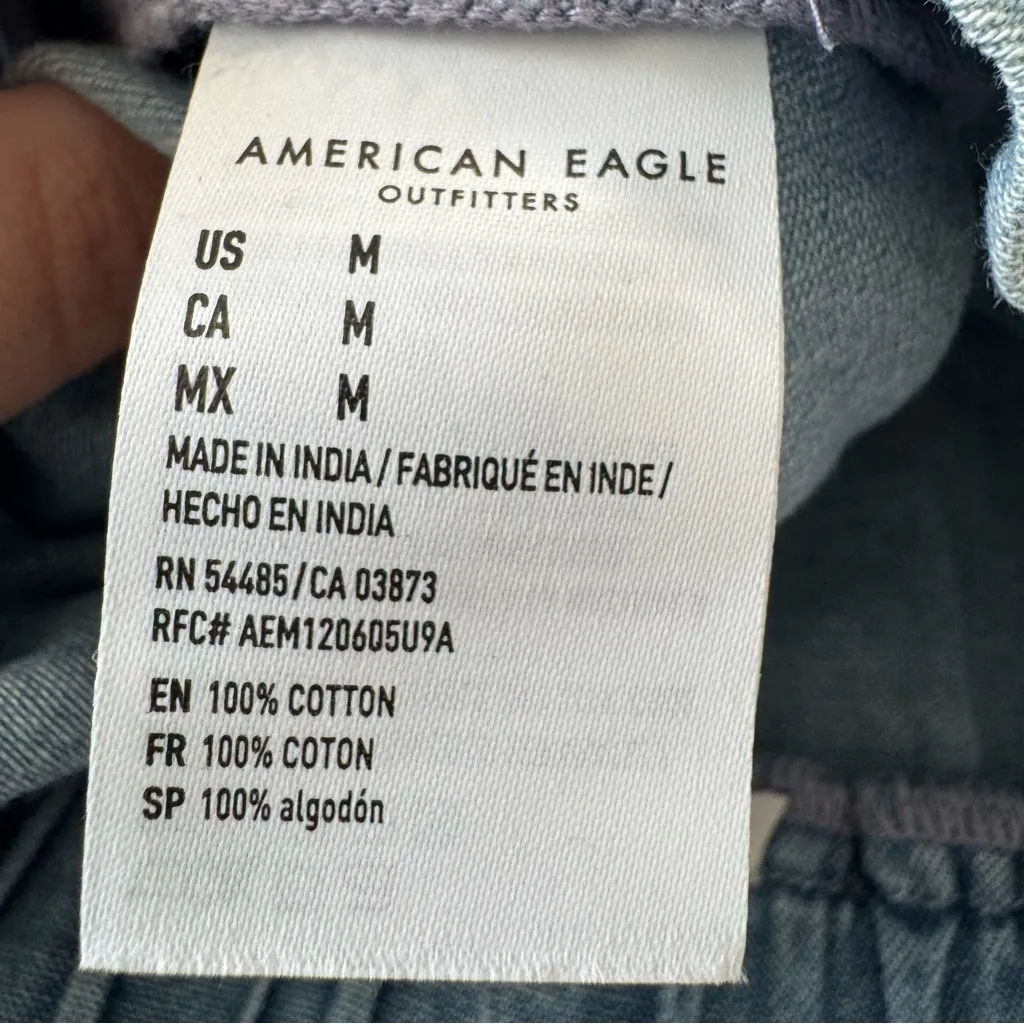 AMERICAN EAGLE
OUTFITTERS
US M
CA M
MX M
MADE IN INDIA / FABRIQUÉ EN INDE /
HECHO EN INDIA
RN 54485 / CA 03873
RFC# AEM120605U9A
EN 100% COTTON
FR 100% COTON
SP 100% algodón